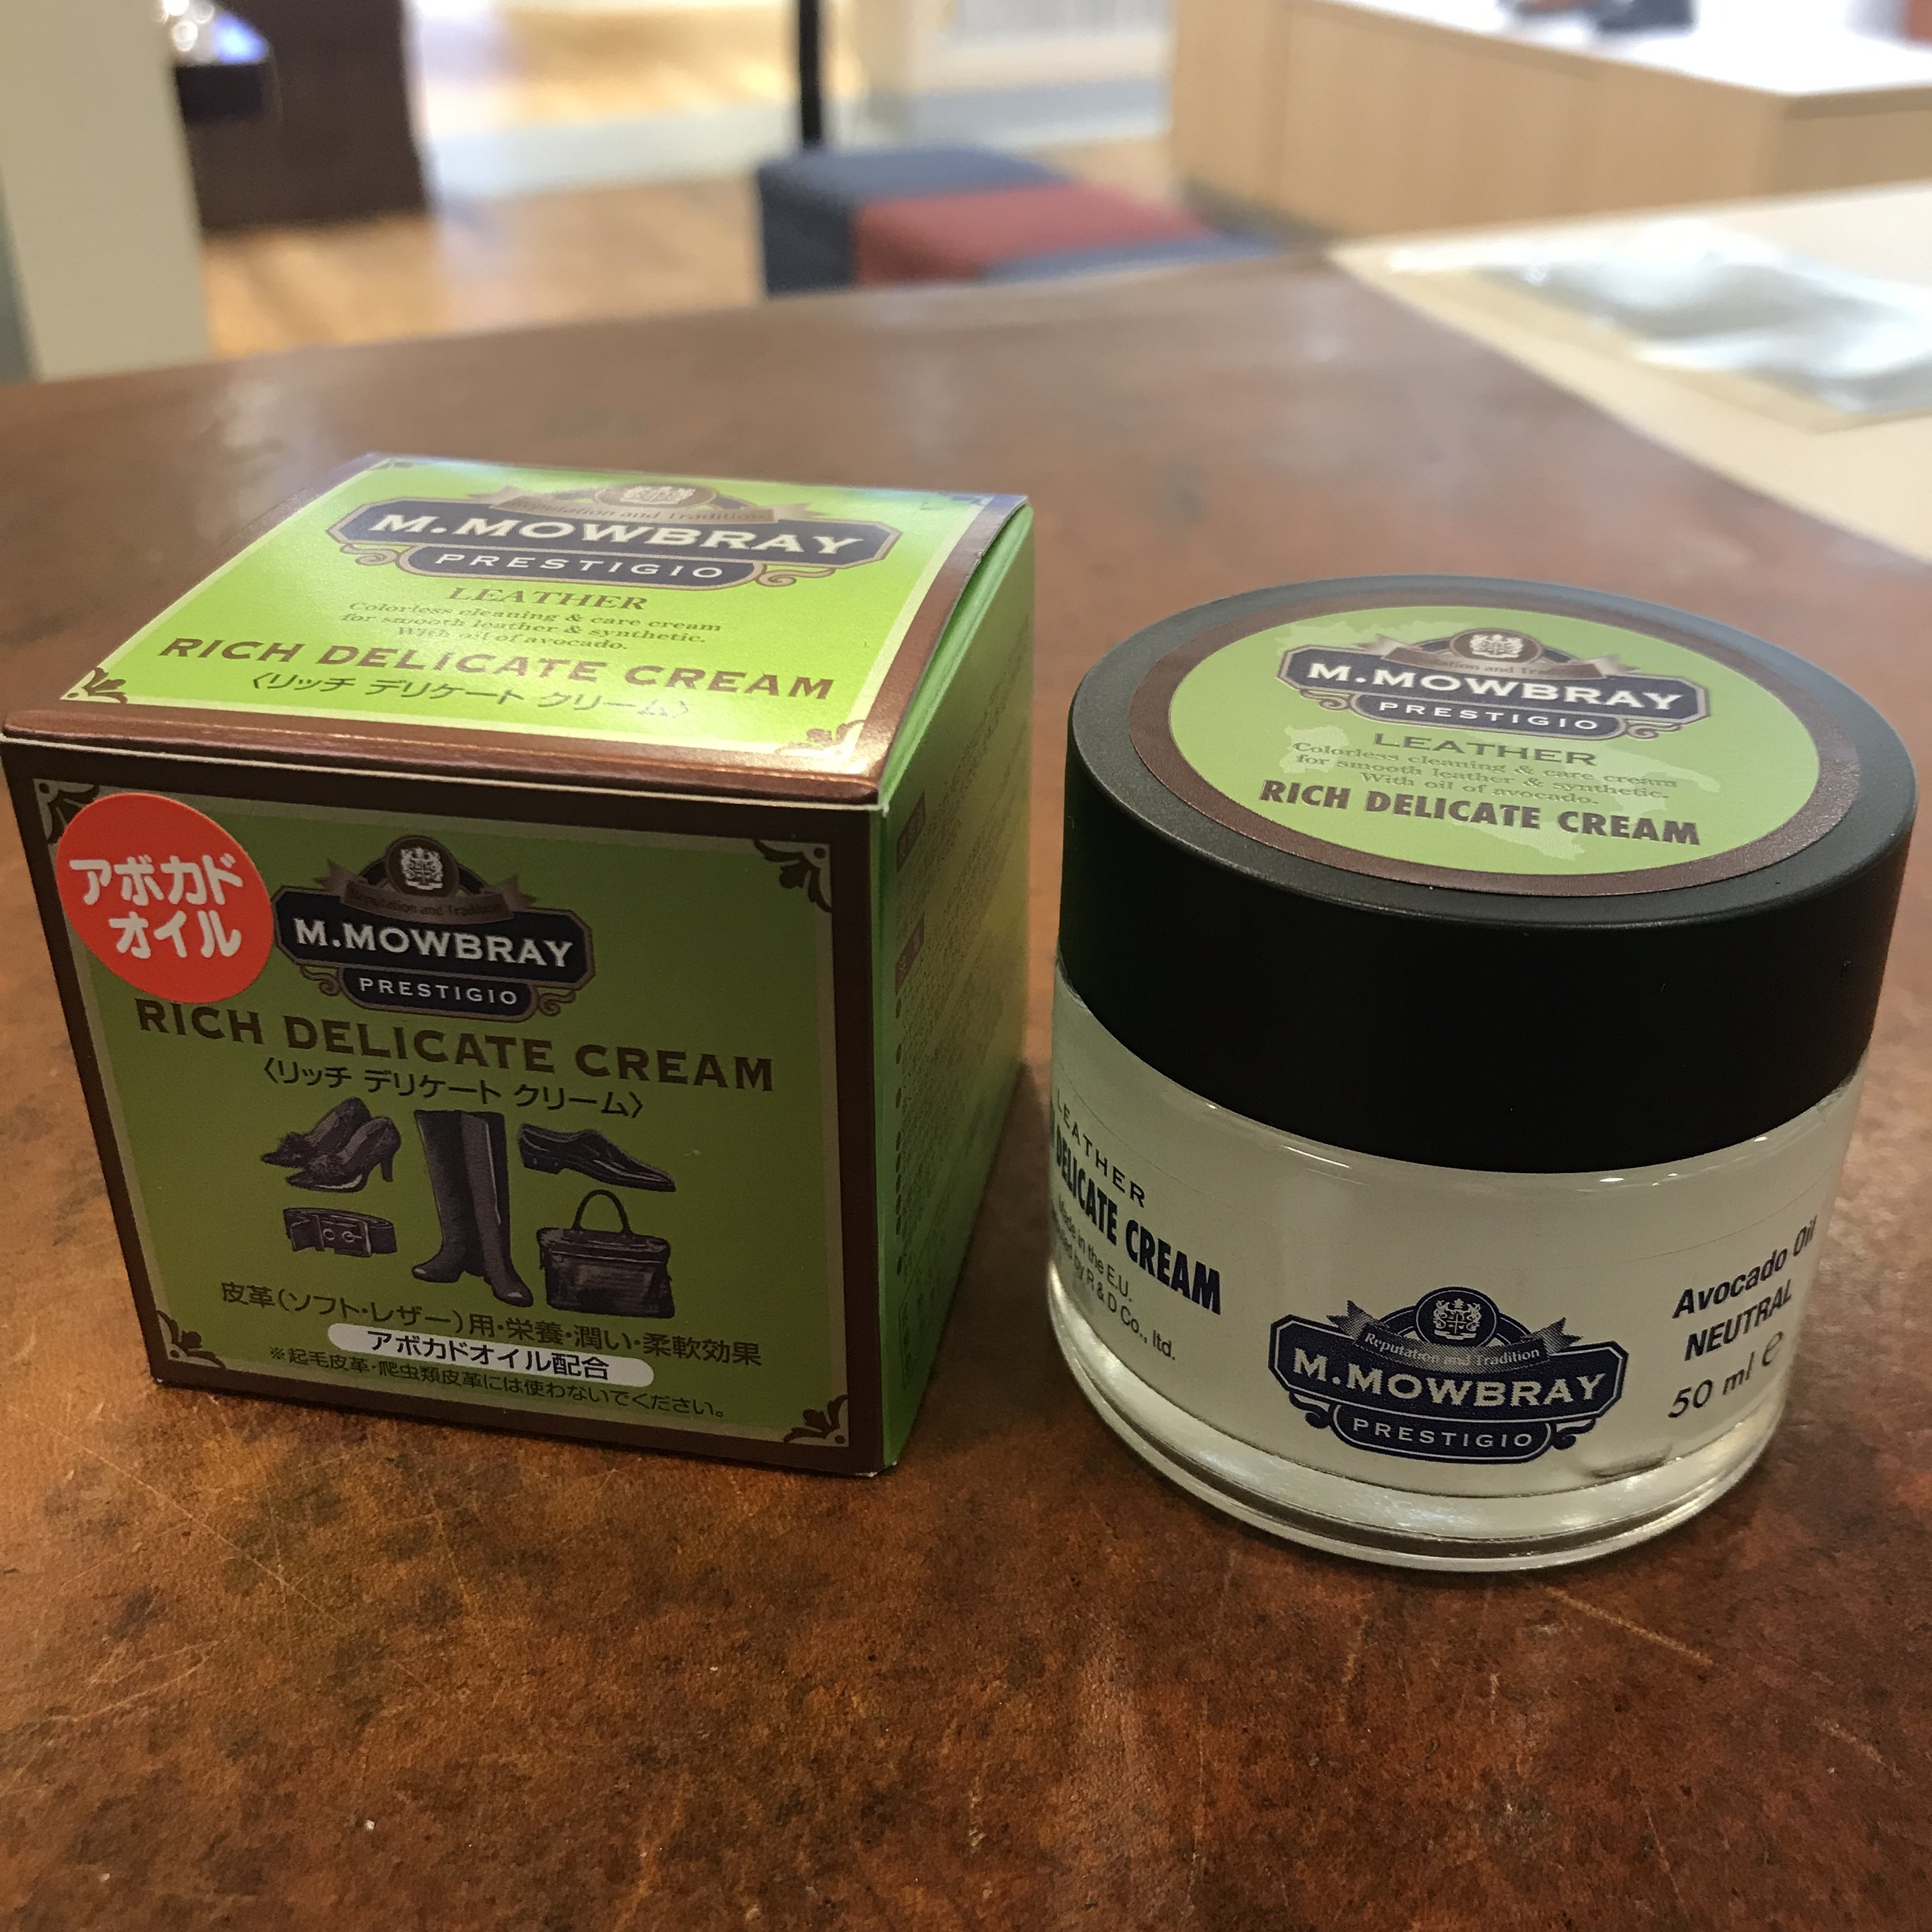 Reputation and Tradition
M.MOWBRAY
PRESTIGIO
LEATHER
Colorless cleaning & care cream
for smooth leather & synthetic.
With oil of avocado.
RICH DELICATE CREAM
〈リッチ デリケート クリーム〉
アボカド
オイル
Reputation and Tradition
M.MOWBRAY
PRESTIGIO
RICH DELICATE CREAM
〈リッチ デリケート クリーム〉
皮革(ソフト・レザー)用・栄養・潤い・柔軟効果
アボカドオイル配合
※起毛皮革・爬虫類皮革には使わないでください。
M.MOWBRAY
PRESTIGIO
LEATHER
Colorless cleaning & care cream
for smooth leather & synthetic.
With oil of avocado.
RICH DELICATE CREAM
LEATHER
DELICATE CREAM
Made in the E.U.
by R & D Co., ltd.
Reputation and Tradition
M.MOWBRAY
PRESTIGIO
Avocado Oil
NEUTRAL
50 ml ℮